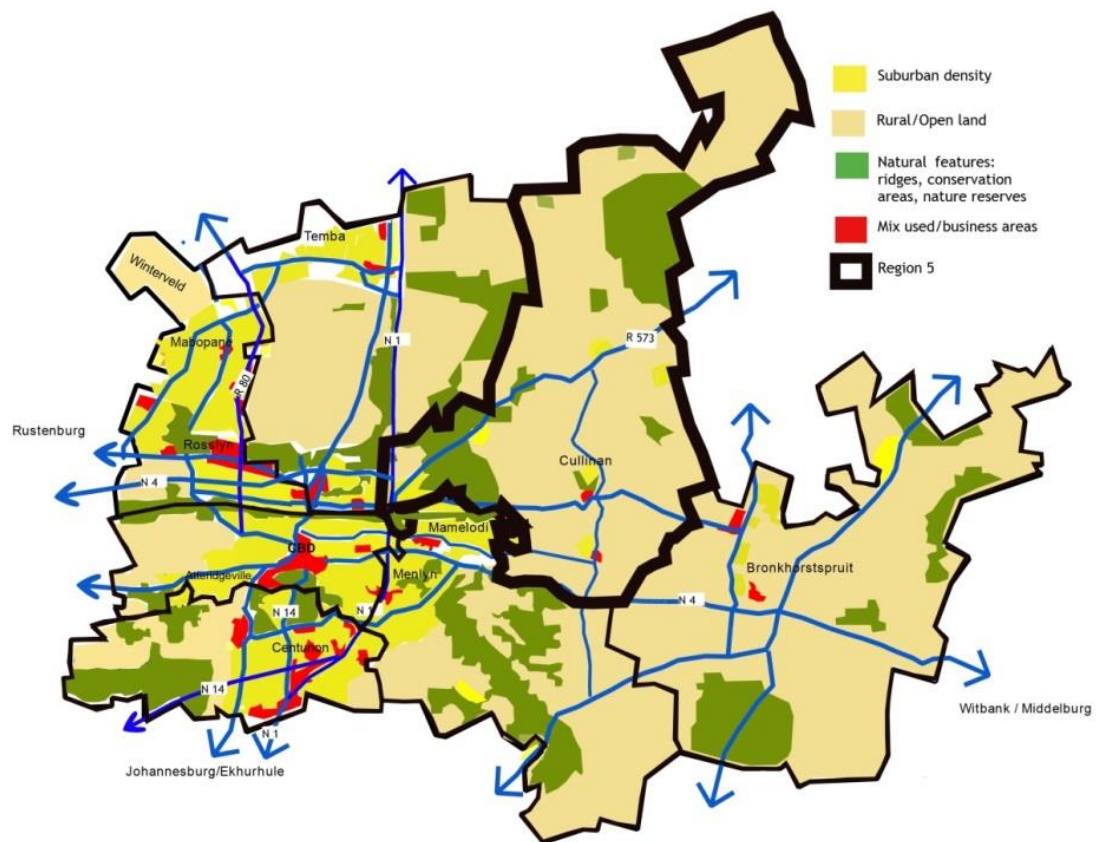 Suburban density
Rural/Open land
Natural features:
ridges, conservation
areas, nature reserves
Mix used/business areas
Region 5
Temba
Winterveld
Mabopane
N 1
R 80
R 573
Rustenburg
Rosslyn
N 4
Cullinan
Mamelodi
CBD
Menlyn
Atteridgeville
Bronkhorstspruit
N 4
N 14
N 1
Centurion
N 14
N 1
Witbank / Middelburg
Johannesburg/Ekhurhule